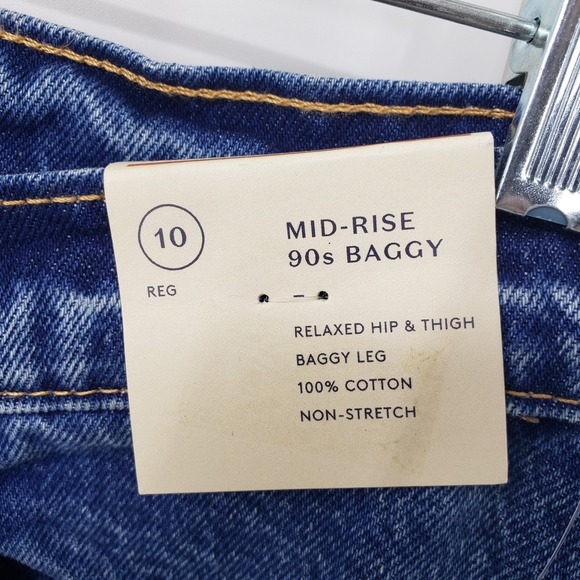 10
REG
MID-RISE
90s BAGGY
–
RELAXED HIP & THIGH
BAGGY LEG
100% COTTON
NON-STRETCH